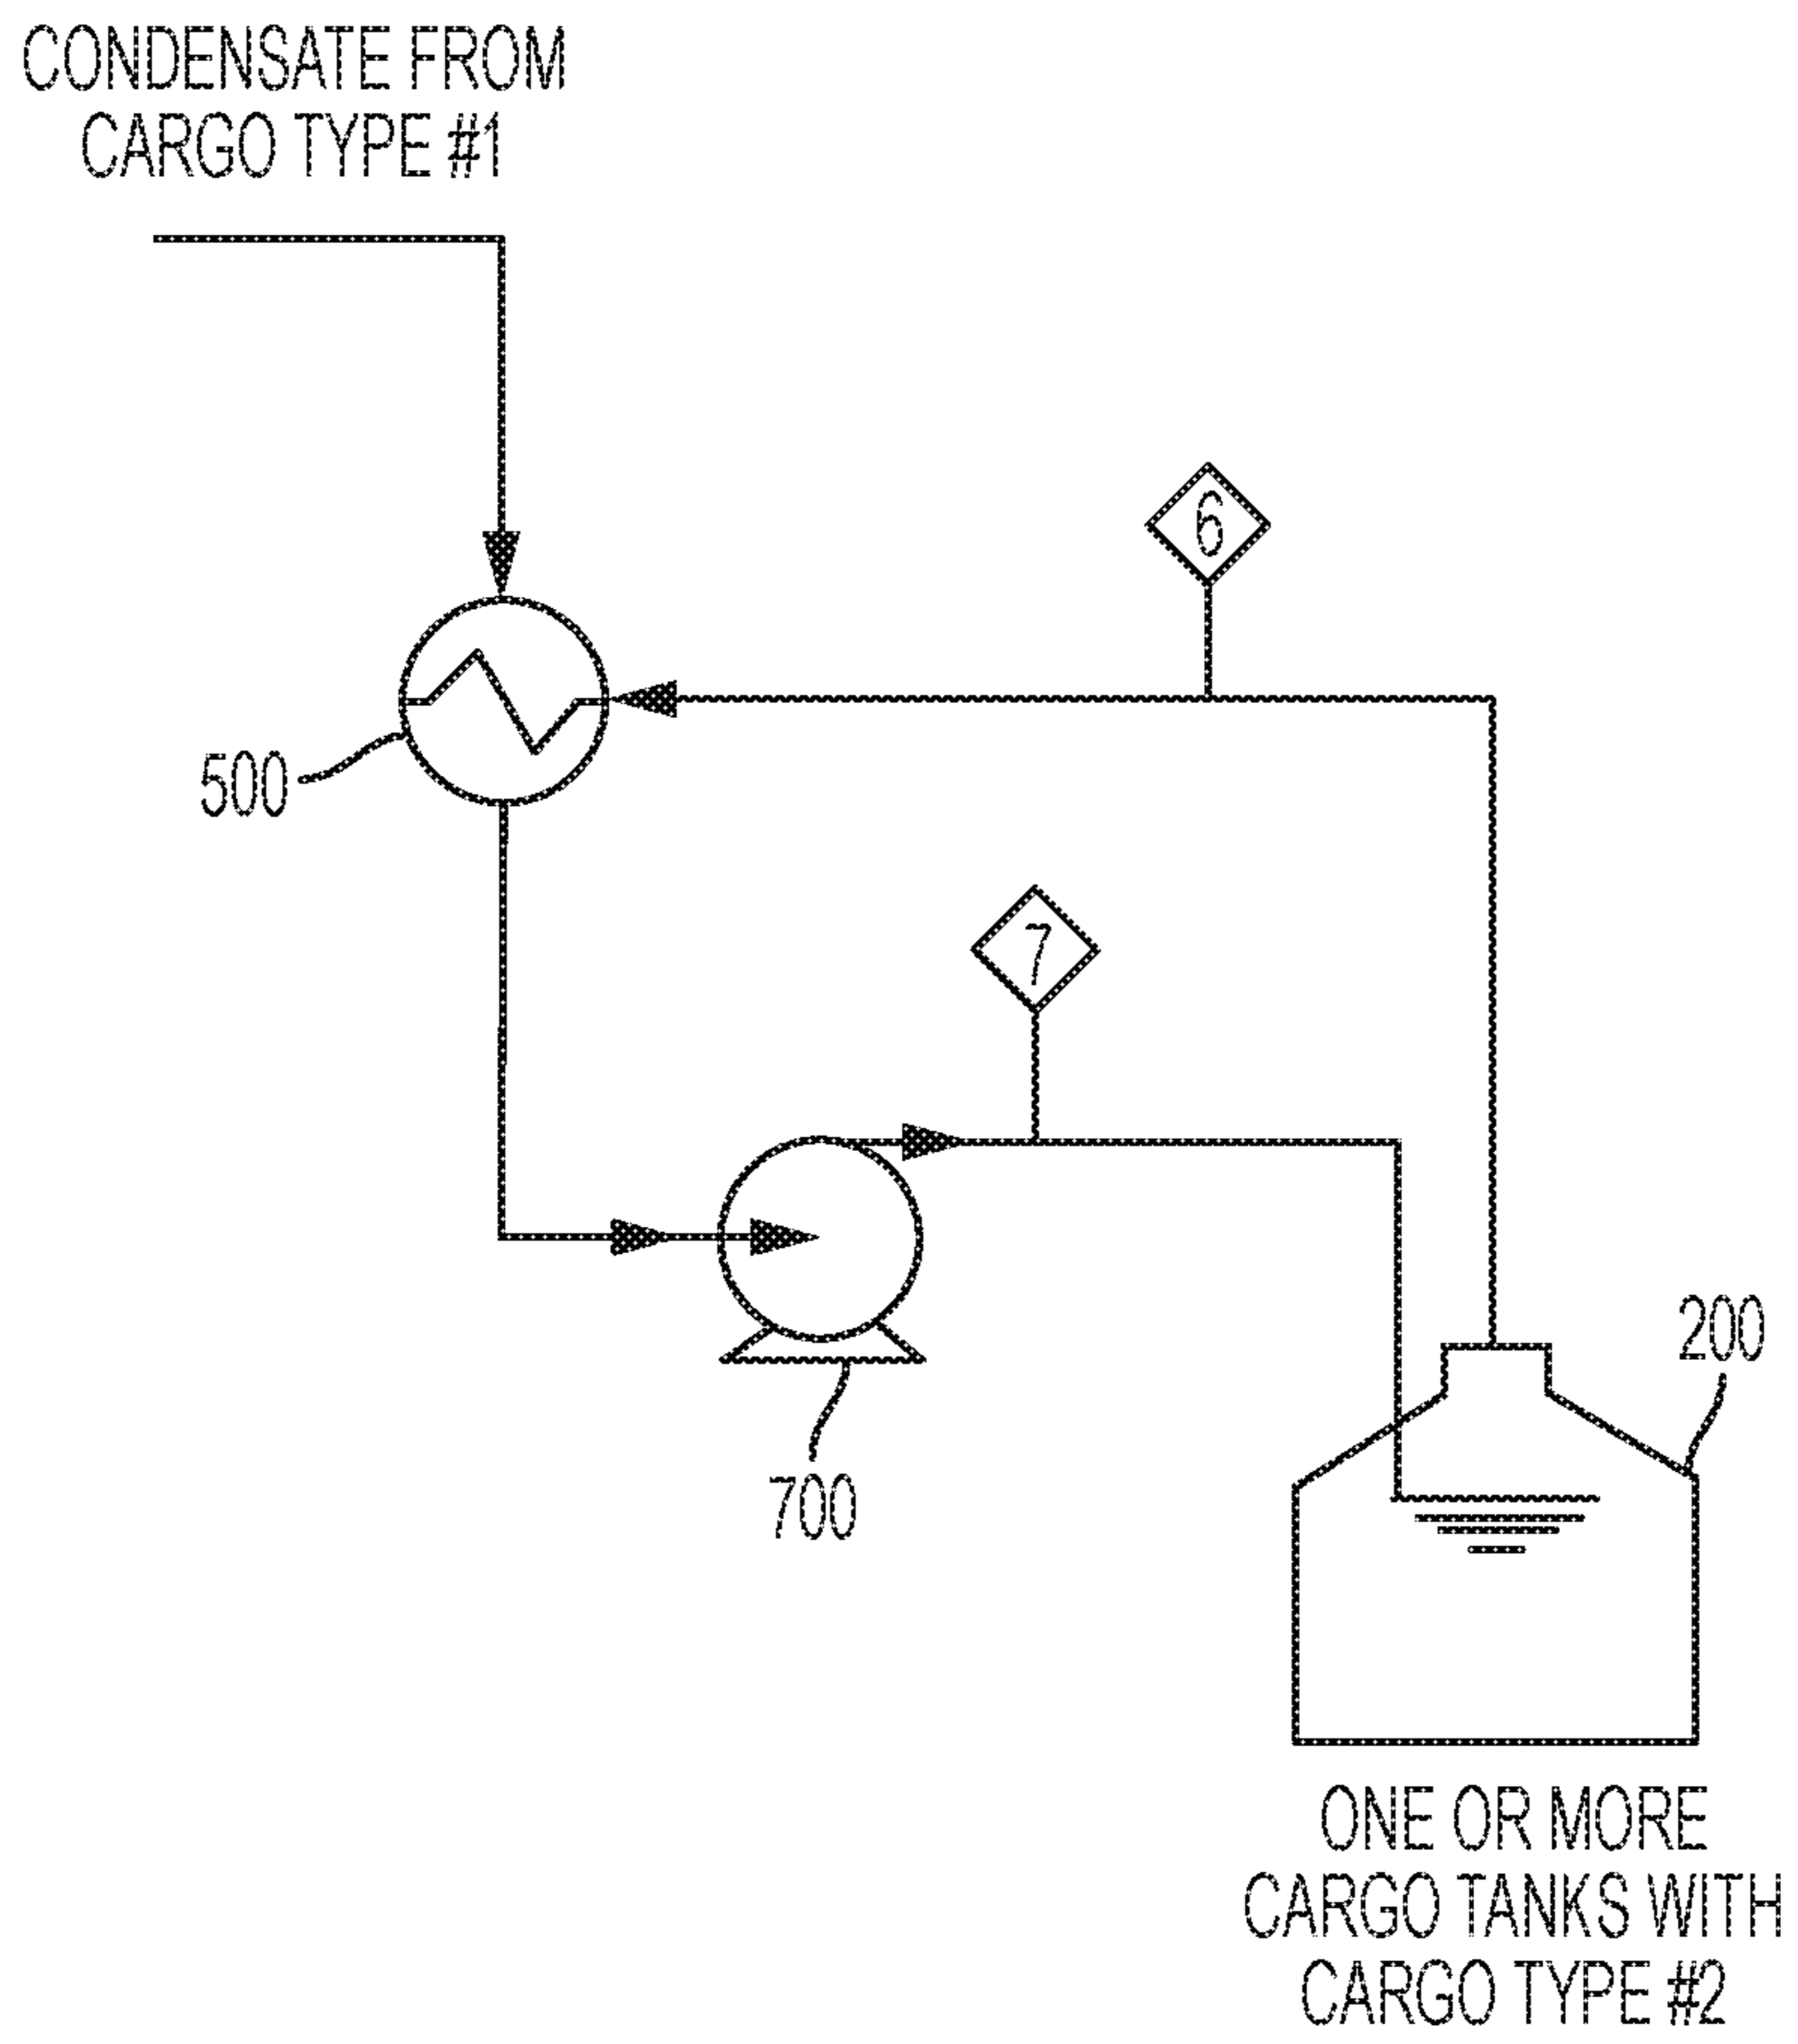 CONDENSATE FROM
CARGO TYPE #1
6
500
7
200
700
ONE OR MORE
CARGO TANKS WITH
CARGO TYPE #2